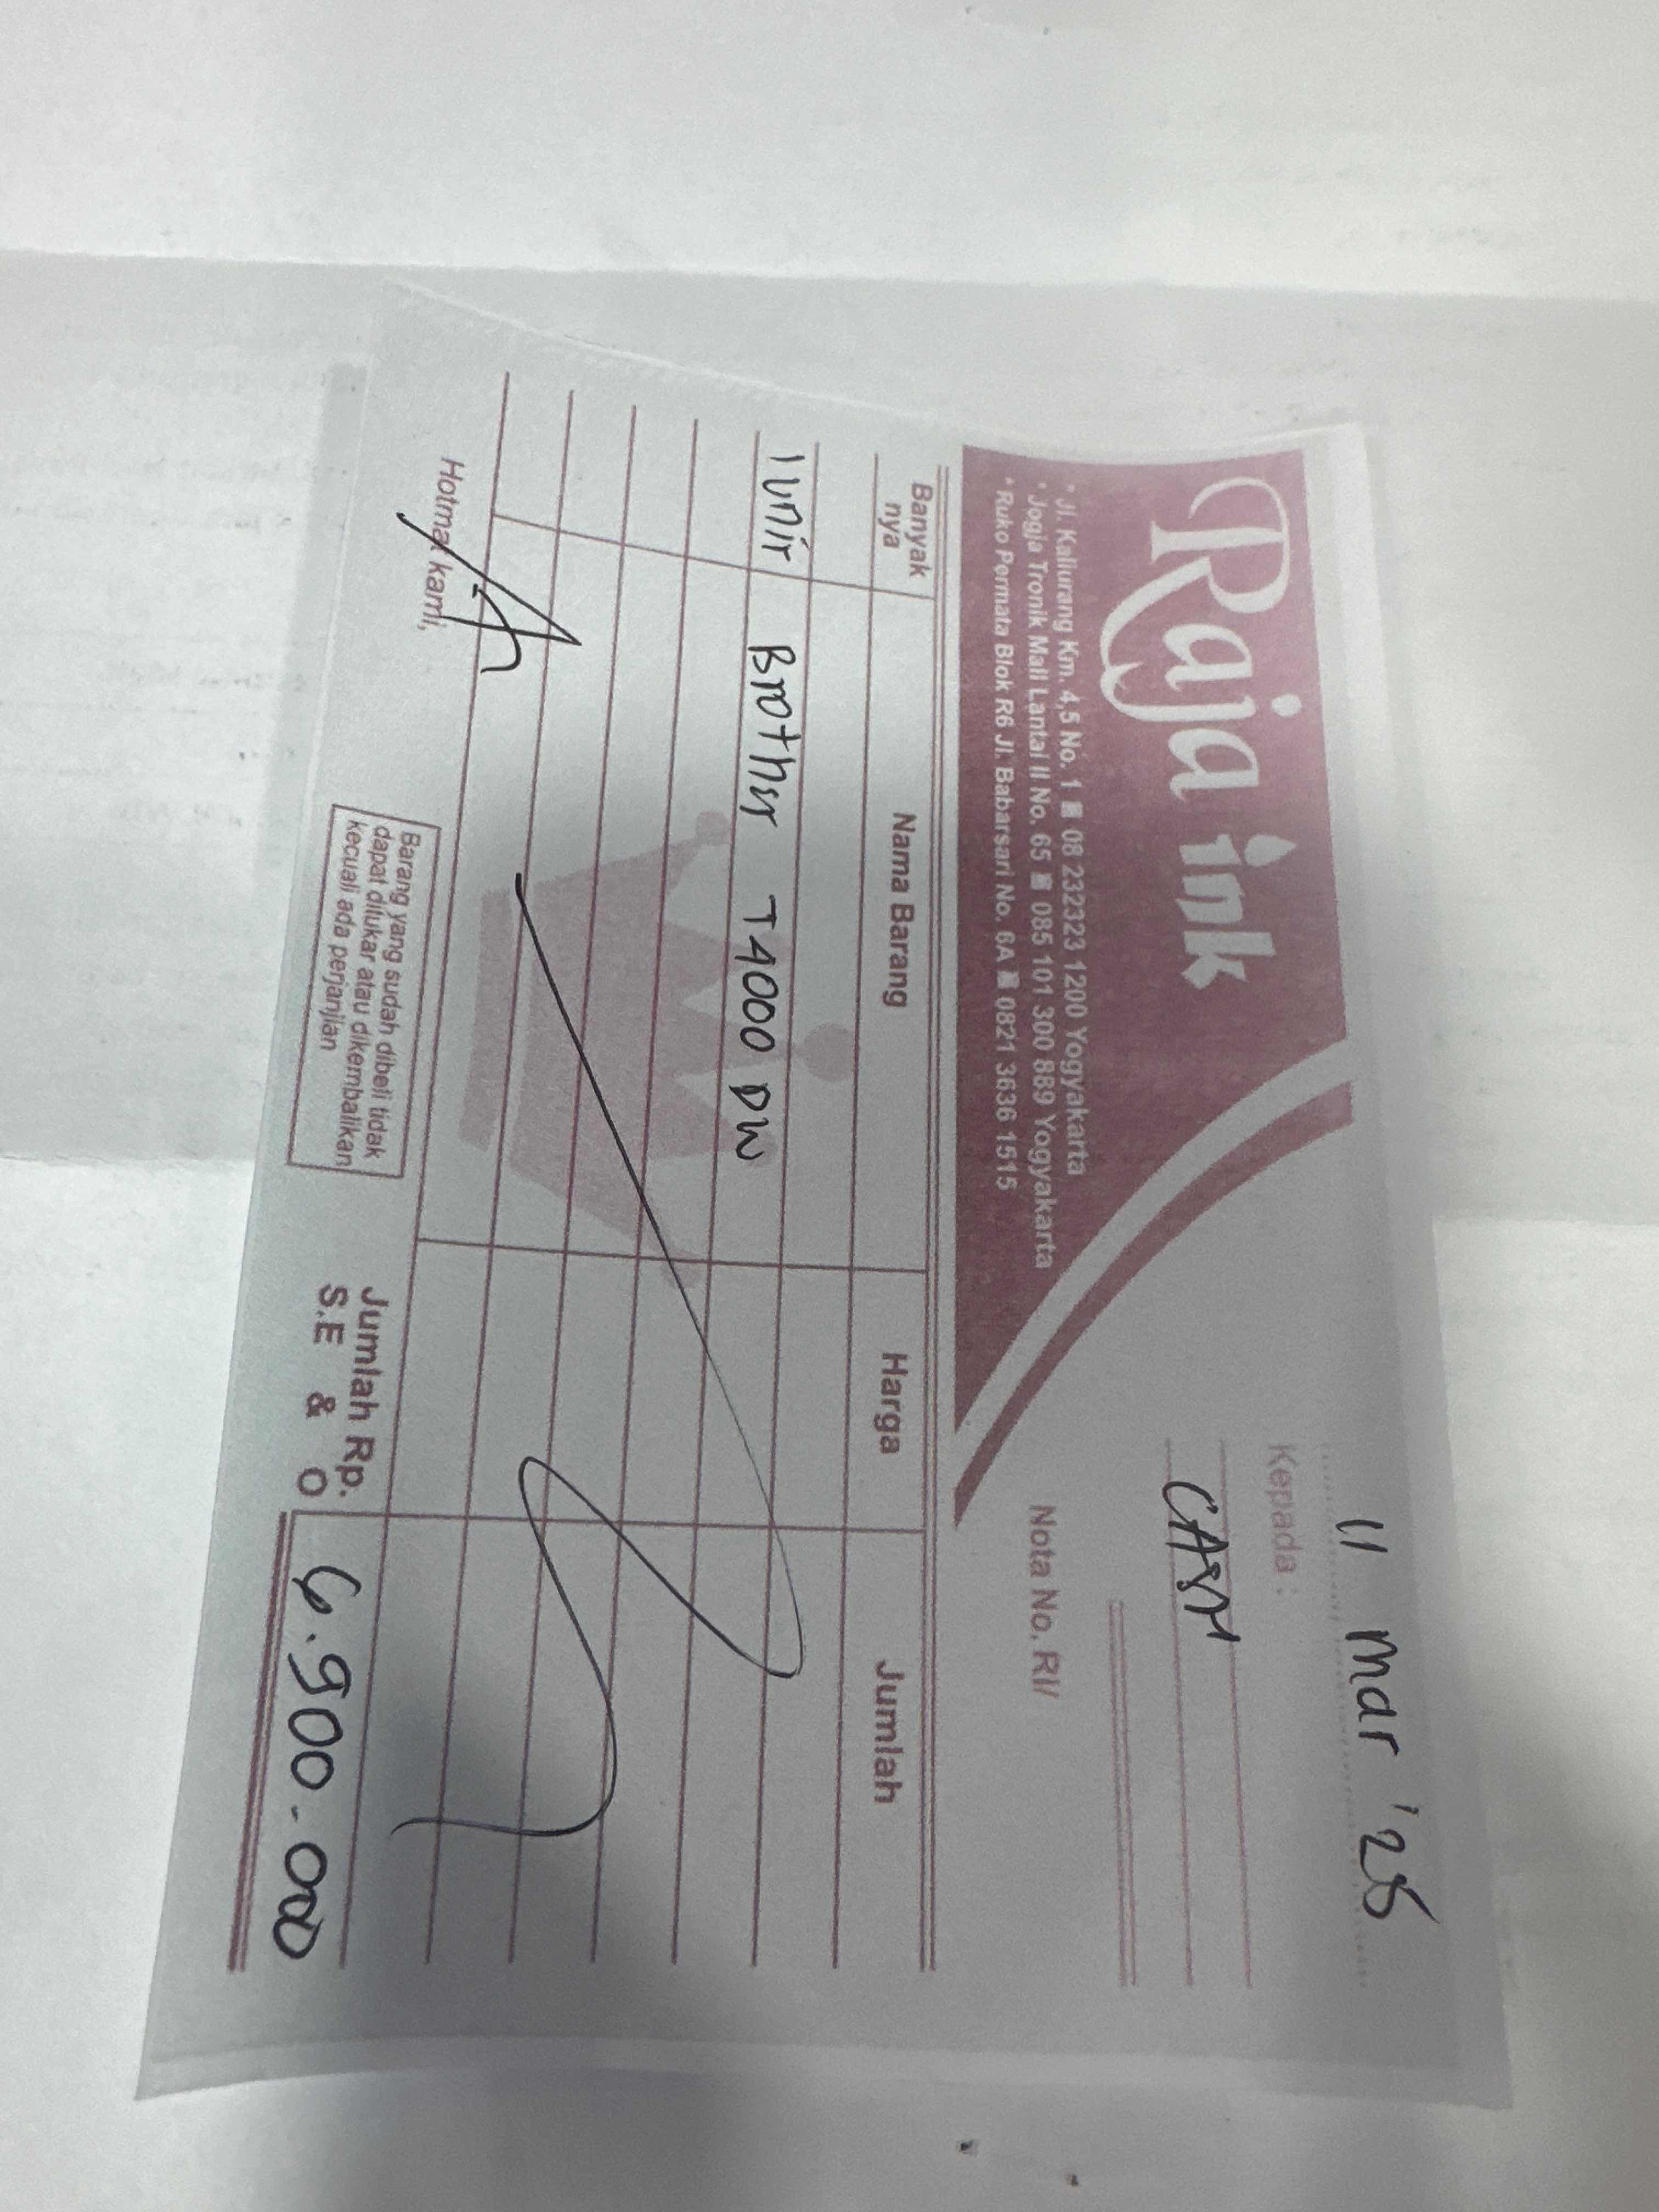 11 Mar '25
Kepada :
CASH
Raja ink
* Jl. Kaliurang Km. 4,5 No. 1 08 232323 1200 Yogyakarta
* Jogja Tronik Mall Lantai II No. 65 085 101 300 889 Yogyakarta
* Ruko Permata Blok R6 Jl. Babarsari No. 6A 0821 3636 1515
Nota No. RI/
Banyak nya Nama Barang Harga Jumlah
1 unit Brother T4000 DW
Hormat kami,
Barang yang sudah dibeli tidak
dapat ditukar atau dikembalikan
kecuali ada perjanjian
Jumlah Rp. 6.900.000
S.E & O